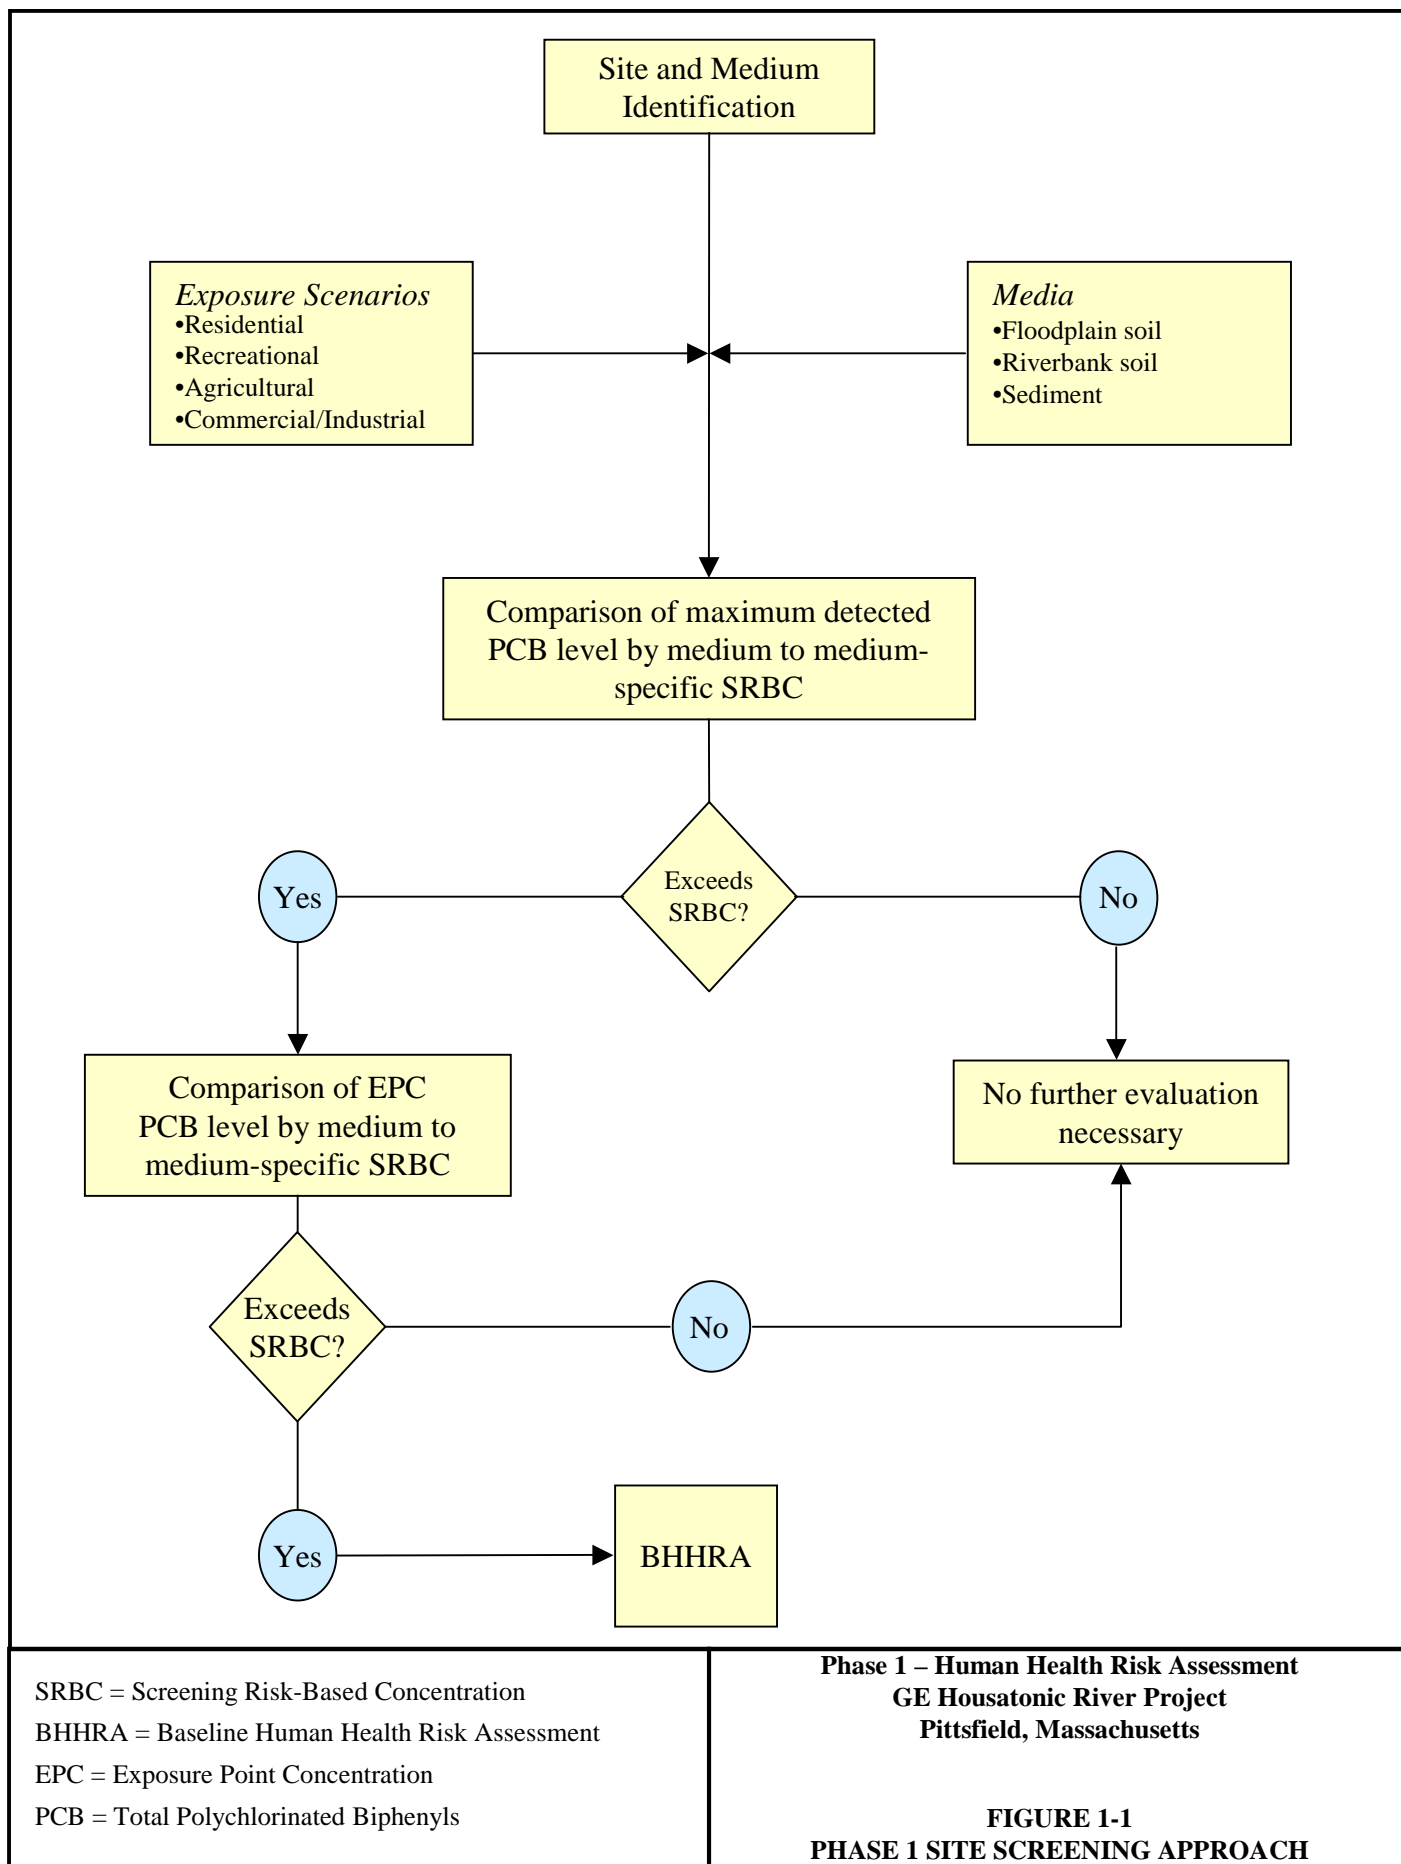 Site and Medium
Identification
Exposure Scenarios
•Residential
•Recreational
•Agricultural
•Commercial/Industrial
Media
•Floodplain soil
•Riverbank soil
•Sediment
Comparison of maximum detected
PCB level by medium to medium-
specific SRBC
Exceeds
SRBC?
Yes
No
Comparison of EPC
PCB level by medium to
medium-specific SRBC
No further evaluation
necessary
Exceeds
SRBC?
No
Yes
BHHRA
SRBC = Screening Risk-Based Concentration
BHHRA = Baseline Human Health Risk Assessment
EPC = Exposure Point Concentration
PCB = Total Polychlorinated Biphenyls
Phase 1 – Human Health Risk Assessment
GE Housatonic River Project
Pittsfield, Massachusetts
FIGURE 1-1
PHASE 1 SITE SCREENING APPROACH